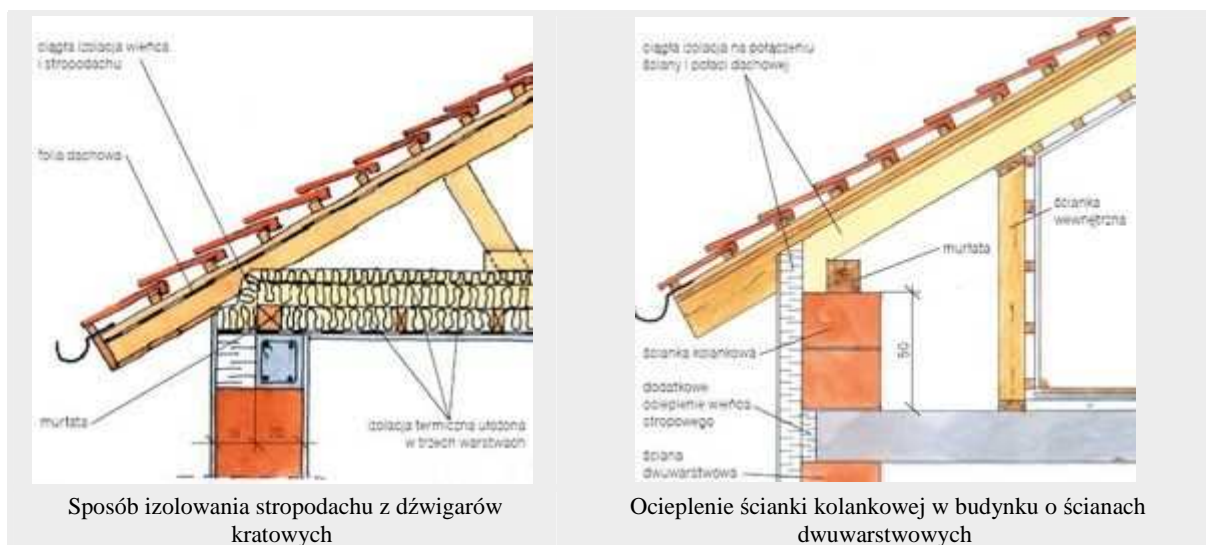 ciągła izolacja wieńca
i stropodachu
folia dachowa
murłata
izolacja termiczna ułożona
w trzech warstwach
Sposób izolowania stropodachu z dźwigarów
kratowych
ciągła izolacja na połączeniu
ściany i połaci dachowej
ścianka
wewnętrzna
murłata
ścianka kolankowa
50
dodatkowe
ocieplenie wieńca
stropowego
ściana
dwuwarstwowa
Ocieplenie ścianki kolankowej w budynku o ścianach
dwuwarstwowych